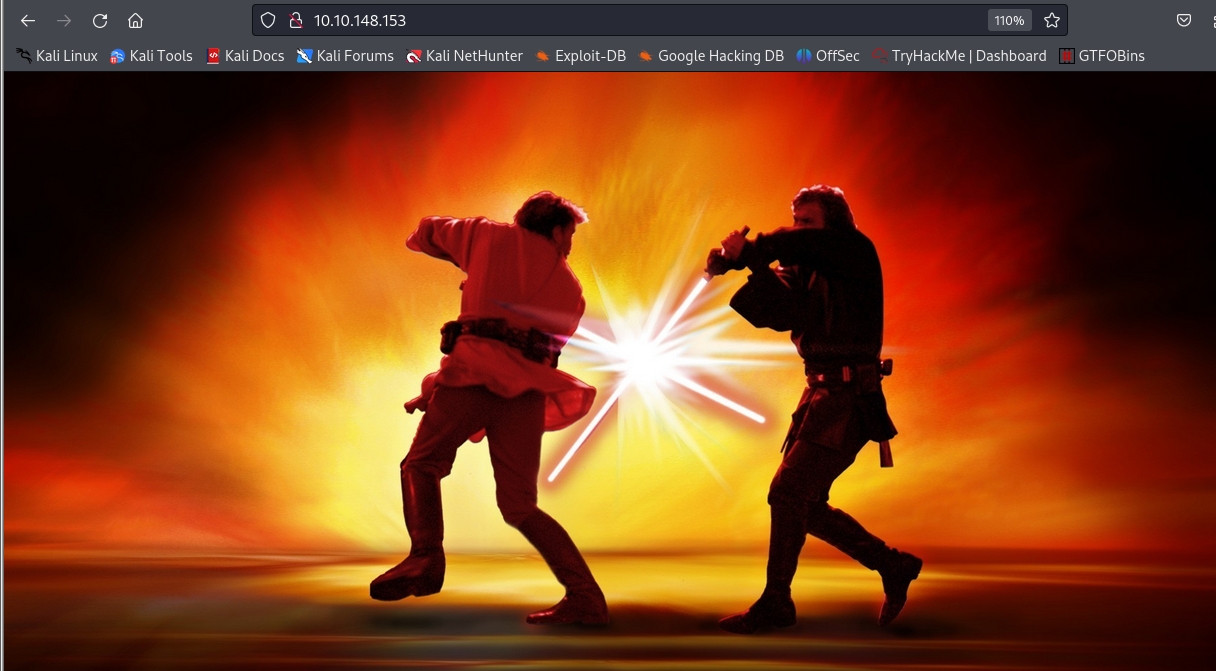 10.10.148.153 110%
Kali Linux Kali Tools Kali Docs Kali Forums Kali NetHunter Exploit-DB Google Hacking DB OffSec TryHackMe | Dashboard GTFOBins